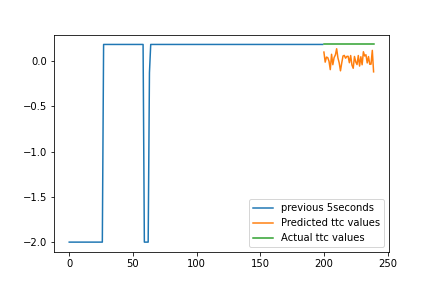 0.0
-0.5
-1.0
-1.5
-2.0
0 50 100 150 200 250
previous 5seconds
Predicted ttc values
Actual ttc values